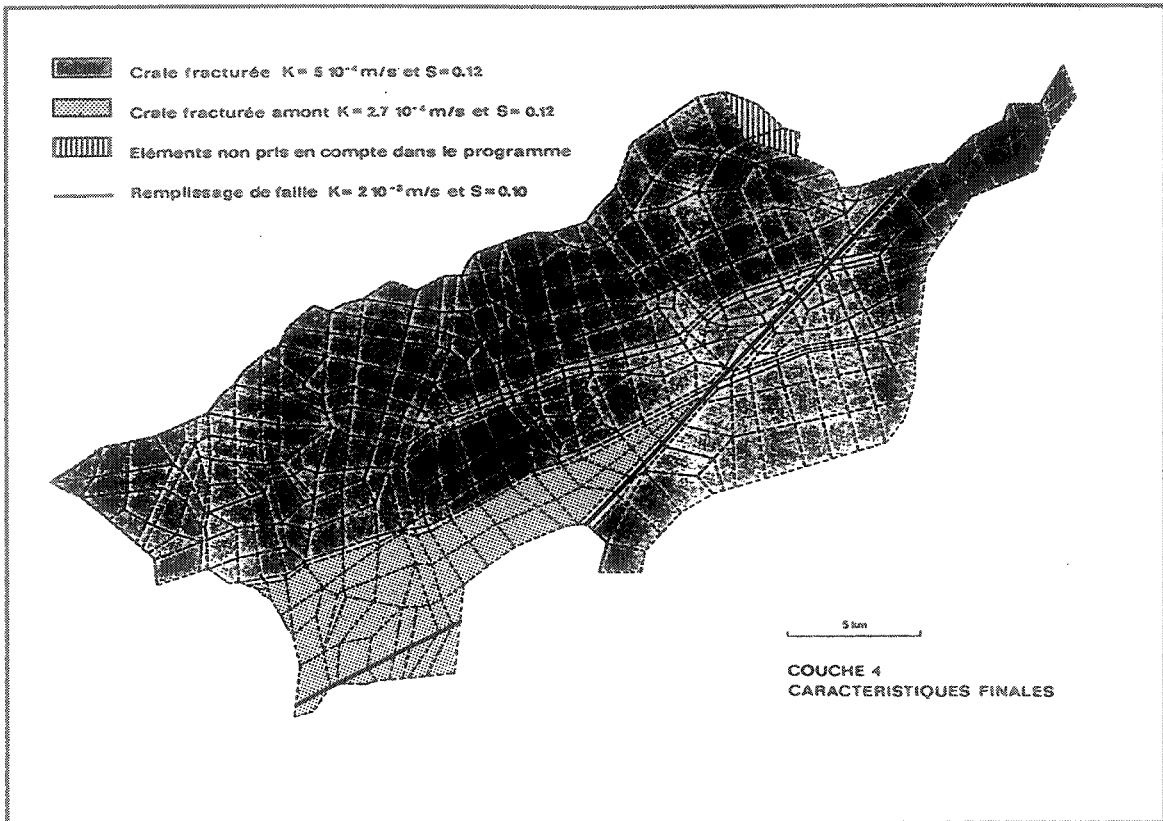 Craie fracturée K= 5 10⁻⁴ m/s et S=0.12
Craie fracturée amont K= 2.7 10⁻⁴ m/s et S= 0.12
Eléments non pris en compte dans le programme
Remplissage de faille K= 2 10⁻³ m/s et S=0.10
5 km
COUCHE 4
CARACTERISTIQUES FINALES